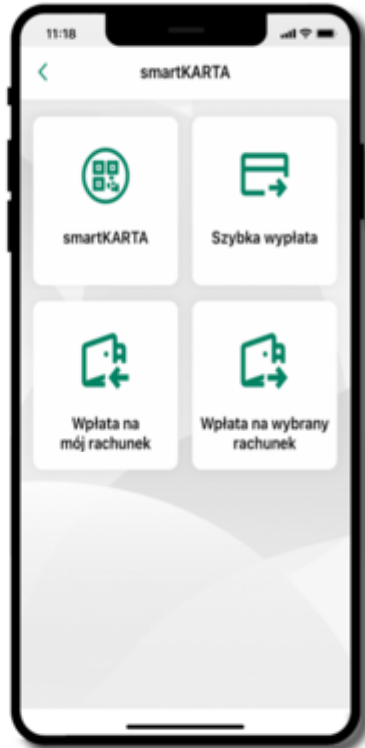 11:18
smartKARTA
smartKARTA
Szybka wypłata
Wpłata na
mój rachunek
Wpłata na wybrany
rachunek